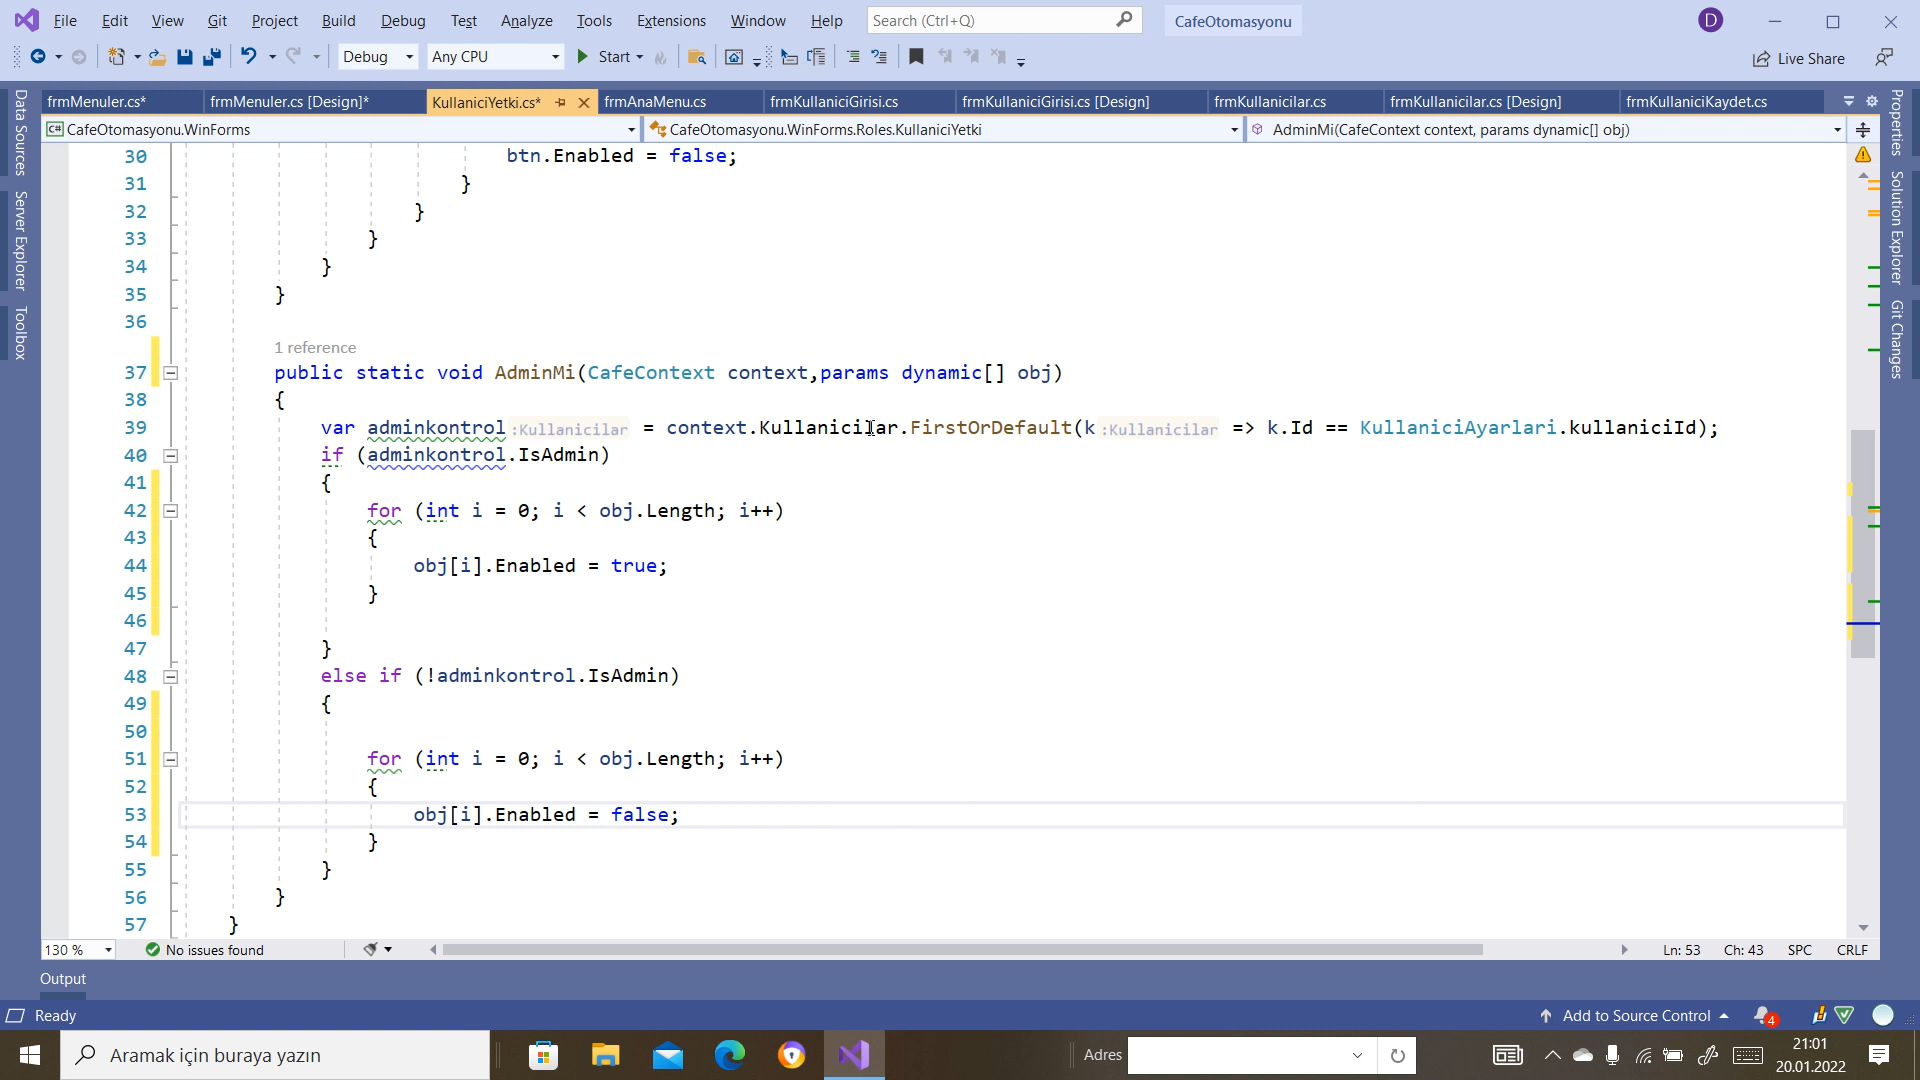 File Edit View Git Project Build Debug Test Analyze Tools Extensions Window Help Search (Ctrl+Q) CafeOtomasyonu D
Debug Any CPU Start Live Share
frmMenuler.cs* frmMenuler.cs [Design]* KullaniciYetki.cs* frmAnaMenu.cs frmKullaniciGirisi.cs frmKullaniciGirisi.cs [Design] frmKullanicilar.cs frmKullanicilar.cs [Design] frmKullaniciKaydet.cs
C# CafeOtomasyonu.WinForms CafeOtomasyonu.WinForms.Roles.KullaniciYetki AdminMi(CafeContext context, params dynamic[] obj)
Data Sources
Server Explorer
Toolbox
Properties
Solution Explorer
Git Changes
30 btn.Enabled = false;
31 }
32 }
33 }
34 }
35 }
36
1 reference
37 public static void AdminMi(CafeContext context,params dynamic[] obj)
38 {
39 var adminkontrol :Kullanicilar = context.Kullanicilar.FirstOrDefault(k :Kullanicilar => k.Id == KullaniciAyarlari.kullaniciId);
40 if (adminkontrol.IsAdmin)
41 {
42 for (int i = 0; i < obj.Length; i++)
43 {
44 obj[i].Enabled = true;
45 }
46
47 }
48 else if (!adminkontrol.IsAdmin)
49 {
50
51 for (int i = 0; i < obj.Length; i++)
52 {
53 obj[i].Enabled = false;
54 }
55 }
56 }
57 }
130 % No issues found Ln: 53 Ch: 43 SPC CRLF
Output
Ready Add to Source Control 4
Aramak için buraya yazın Adres 21:01
20.01.2022